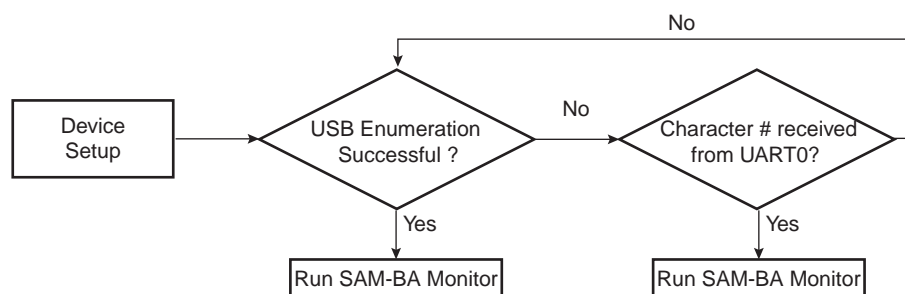 No
Device
Setup
USB Enumeration
Successful ?
No
Character # received
from UART0?
Yes
Yes
Run SAM-BA Monitor
Run SAM-BA Monitor